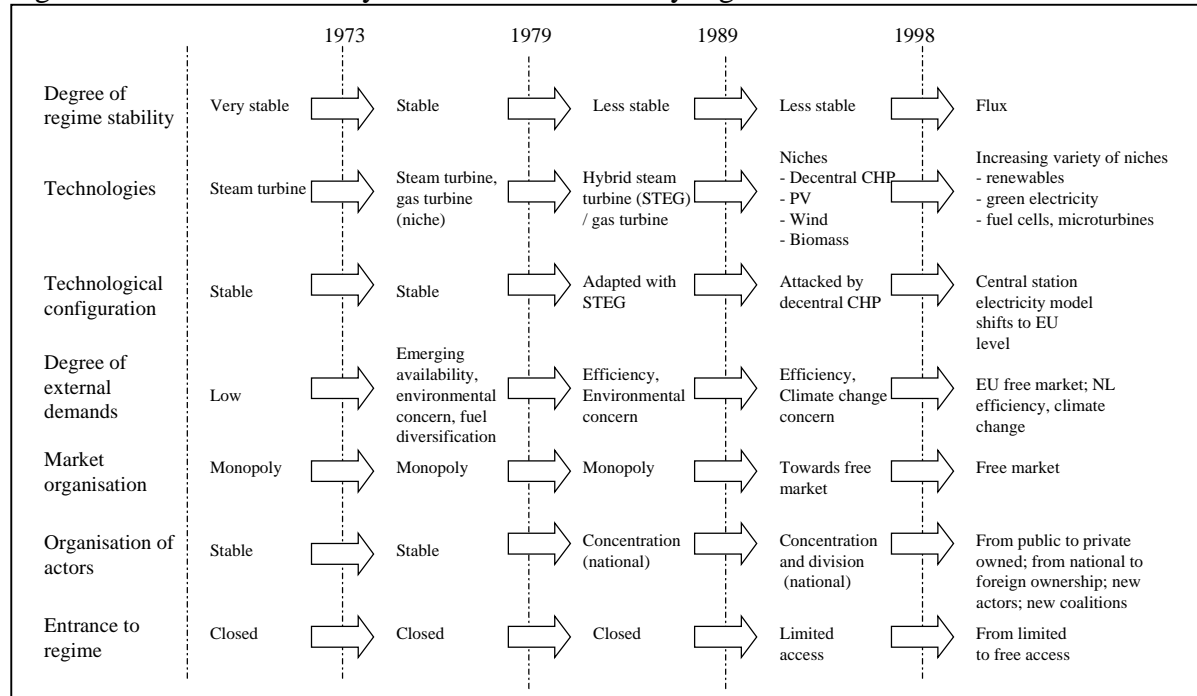 1973
1979
1989
1998
Degree of
regime stability
Very stable
Stable
Less stable
Less stable
Flux
Technologies
Steam turbine
Steam turbine,
gas turbine
(niche)
Hybrid steam
turbine (STEG)
/ gas turbine
Niches
- Decentral CHP
- PV
- Wind
- Biomass
Increasing variety of niches
- renewables
- green electricity
- fuel cells, microturbines
Technological
configuration
Stable
Stable
Adapted with
STEG
Attacked by
decentral CHP
Central station
electricity model
shifts to EU
level
Degree of
external
demands
Low
Emerging
availability,
environmental
concern, fuel
diversification
Efficiency,
Environmental
concern
Efficiency,
Climate change
concern
EU free market; NL
efficiency, climate
change
Market
organisation
Monopoly
Monopoly
Monopoly
Towards free
market
Free market
Organisation of
actors
Stable
Stable
Concentration
(national)
Concentration
and division
(national)
From public to private
owned; from national to
foreign ownership; new
actors; new coalitions
Entrance to
regime
Closed
Closed
Closed
Limited
access
From limited
to free access